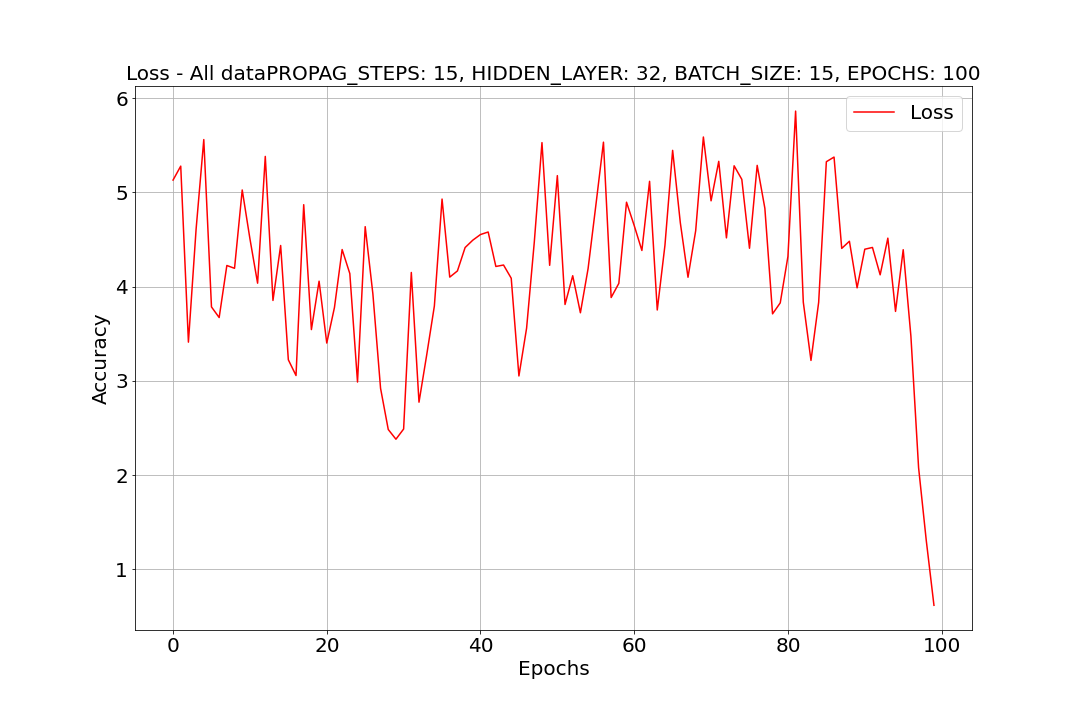 Loss - All dataPROPAG_STEPS: 15, HIDDEN_LAYER: 32, BATCH_SIZE: 15, EPOCHS: 100
Loss
6
5
4
3
2
1
Accuracy
0 20 40 60 80 100
Epochs